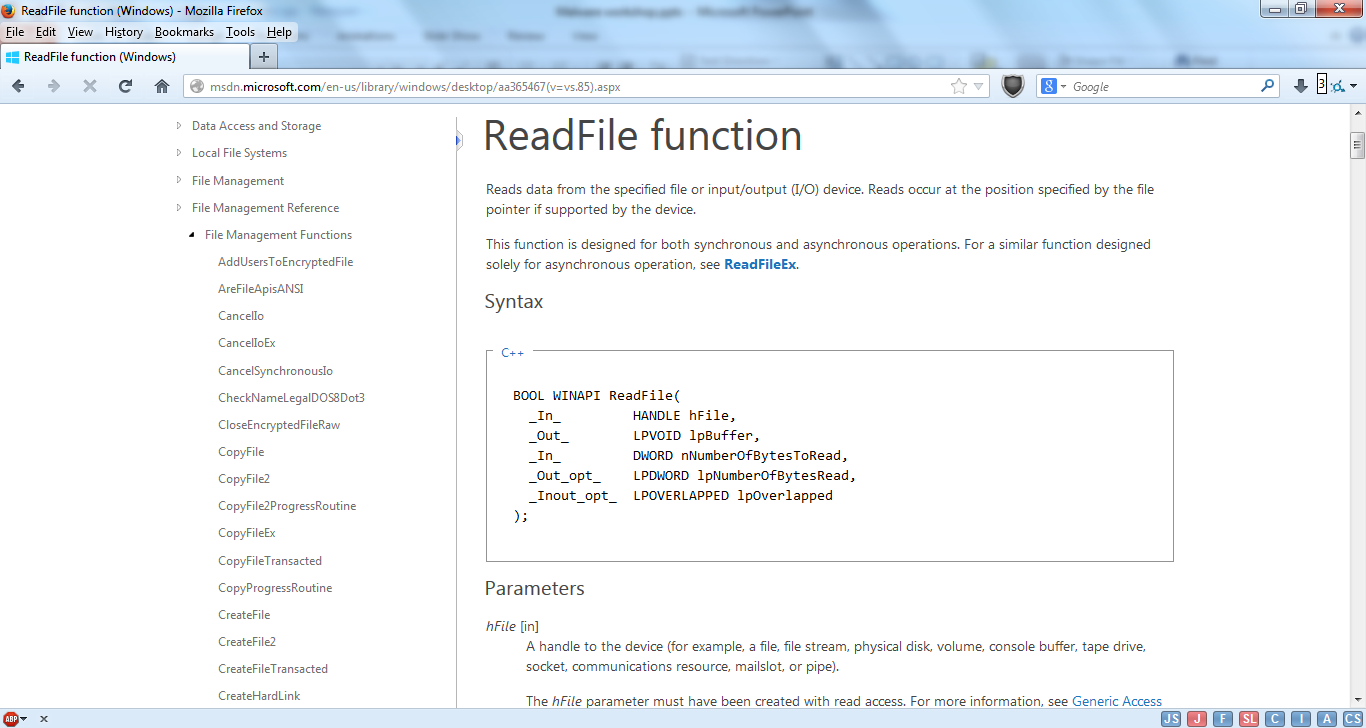 ReadFile function (Windows) - Mozilla Firefox
File Edit View History Bookmarks Tools Help
ReadFile function (Windows)
msdn.microsoft.com/en-us/library/windows/desktop/aa365467(v=vs.85).aspx
Google
3
Data Access and Storage
Local File Systems
File Management
File Management Reference
File Management Functions
AddUsersToEncryptedFile
AreFileApisANSI
CancelIo
CancelIoEx
CancelSynchronousIo
CheckNameLegalDOS8Dot3
CloseEncryptedFileRaw
CopyFile
CopyFile2
CopyFile2ProgressRoutine
CopyFileEx
CopyFileTransacted
CopyProgressRoutine
CreateFile
CreateFile2
CreateFileTransacted
CreateHardLink
ReadFile function
Reads data from the specified file or input/output (I/O) device. Reads occur at the position specified by the file
pointer if supported by the device.
This function is designed for both synchronous and asynchronous operations. For a similar function designed
solely for asynchronous operation, see ReadFileEx.
Syntax
C++
BOOL WINAPI ReadFile(
_In_ HANDLE hFile,
_Out_ LPVOID lpBuffer,
_In_ DWORD nNumberOfBytesToRead,
_Out_opt_ LPDWORD lpNumberOfBytesRead,
_Inout_opt_ LPOVERLAPPED lpOverlapped
);
Parameters
hFile [in]
A handle to the device (for example, a file, file stream, physical disk, volume, console buffer, tape drive,
socket, communications resource, mailslot, or pipe).
The hFile parameter must have been created with read access. For more information, see Generic Access
ABP
JS J F SL C I A CS